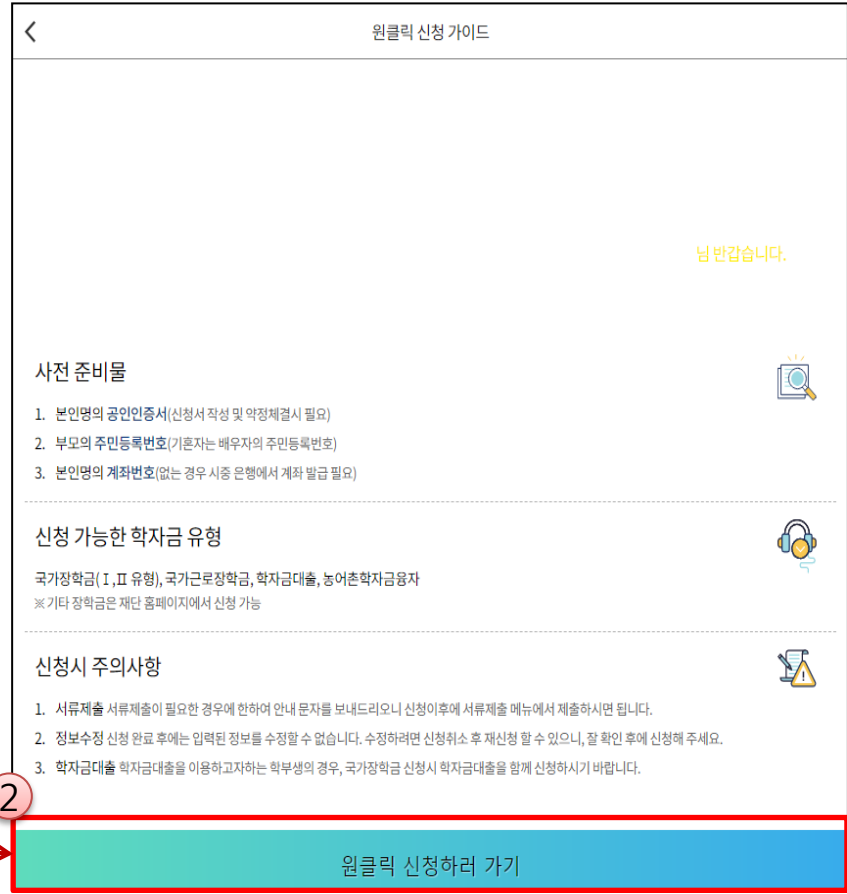 원클릭 신청 가이드
님 반갑습니다.
사전 준비물
1. 본인명의 공인인증서(신청서 작성 및 약정체결시 필요)
2. 부모의 주민등록번호(기혼자는 배우자의 주민등록번호)
3. 본인명의 계좌번호(없는 경우 시중 은행에서 계좌 발급 필요)
신청 가능한 학자금 유형
국가장학금(Ⅰ,Ⅱ 유형), 국가근로장학금, 학자금대출, 농어촌학자금융자
※ 기타 장학금은 재단 홈페이지에서 신청 가능
신청시 주의사항
1. 서류제출 서류제출이 필요한 경우에 한하여 안내 문자를 보내드리오니 신청이후에 서류제출 메뉴에서 제출하시면 됩니다.
2. 정보수정 신청 완료 후에는 입력된 정보를 수정할 수 없습니다. 수정하려면 신청취소 후 재신청 할 수 있으니, 잘 확인 후에 신청해 주세요.
3. 학자금대출 학자금대출을 이용하고자하는 학부생의 경우, 국가장학금 신청시 학자금대출을 함께 신청하시기 바랍니다.
2
원클릭 신청하러 가기